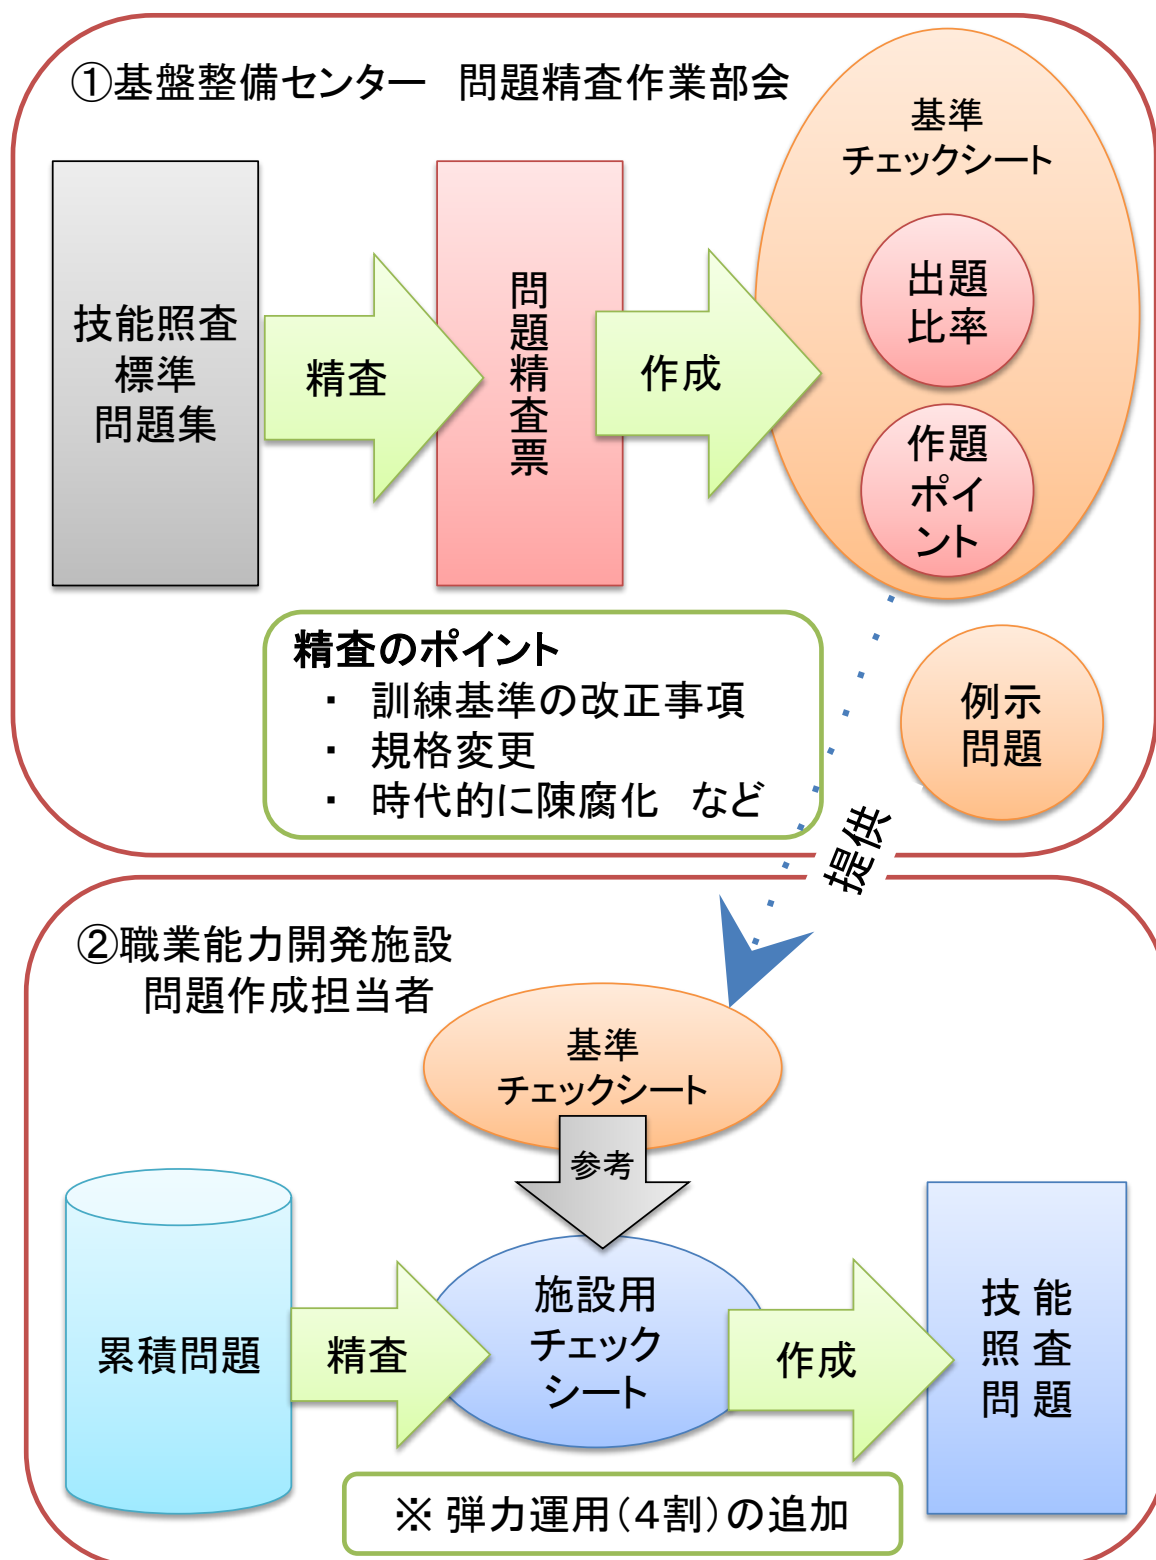 ①基盤整備センター　問題精査作業部会
基準
チェックシート
出題
比率
作題
ポイ
ント
技能照査
標準
問題集
精査
問題精査票
作成
精査のポイント
・ 訓練基準の改正事項
・ 規格変更
・ 時代的に陳腐化　など
例示
問題
提供
②職業能力開発施設
問題作成担当者
基準
チェックシート
参考
累積問題
精査
施設用
チェック
シート
作成
技 能
照 査
問 題
※ 弾力運用（４割）の追加